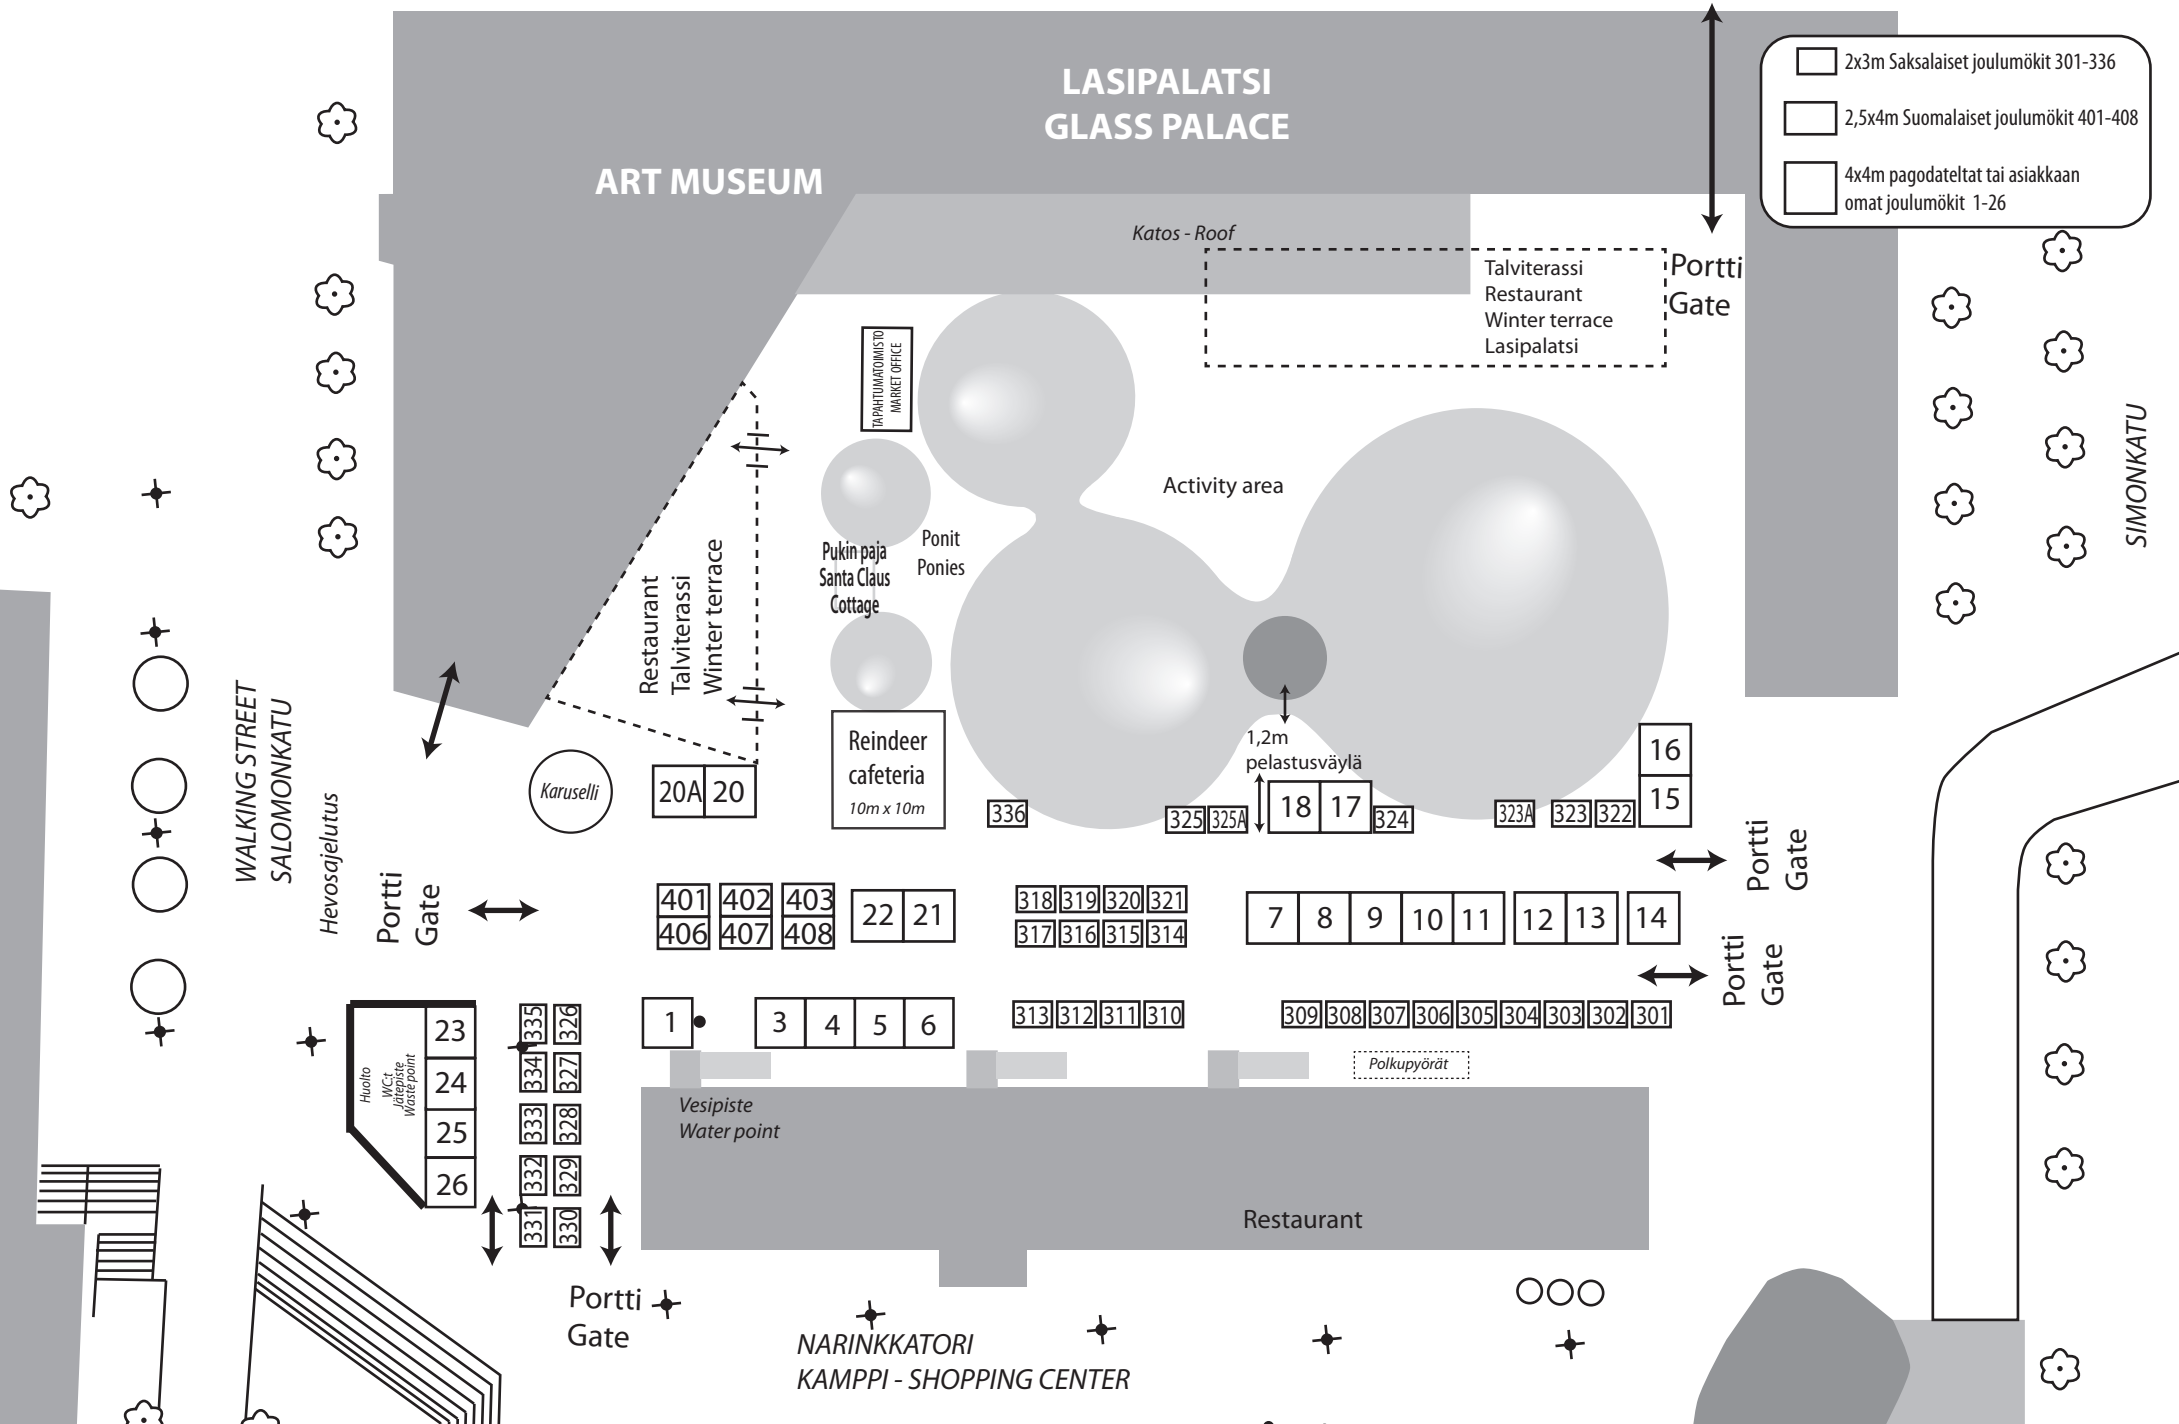 LASIPALATSI
GLASS PALACE
ART MUSEUM
2x3m Saksalaiset joulumökit 301-336
2,5x4m Suomalaiset joulumökit 401-408
4x4m pagodateltat tai asiakkaan
omat joulumökit 1-26
Katos - Roof
Talviterassi
Restaurant
Winter terrace
Lasipalatsi
Portti
Gate
TAPAHTUMATOIMISTO
MARKET OFFICE
Activity area
SIMONKATU
Ponit
Ponies
Pukin paja
Santa Claus
Cottage
Restaurant
Talviterassi
Winter terrace
WALKING STREET
SALOMONKATU
Hevosajelutus
Karuselli
20A 20
Reindeer
cafeteria
10m x 10m
1,2m
pelastusväylä
336
325 325A
18 17
324
323A 323 322
16
15
Portti
Gate
Portti
Gate
401 402 403
406 407 408
22 21
318 319 320 321
317 316 315 314
7 8 9 10 11 12 13 14
Portti
Gate
1 3 4 5 6
313 312 311 310
309 308 307 306 305 304 303 302 301
23
24
25
26
Huolto
WC:t
Jätepiste
Waste point
335 326
334 327
333 328
332 329
331 330
Polkupyörät
Vesipiste
Water point
Restaurant
Portti
Gate
NARINKKATORI
KAMPPI - SHOPPING CENTER